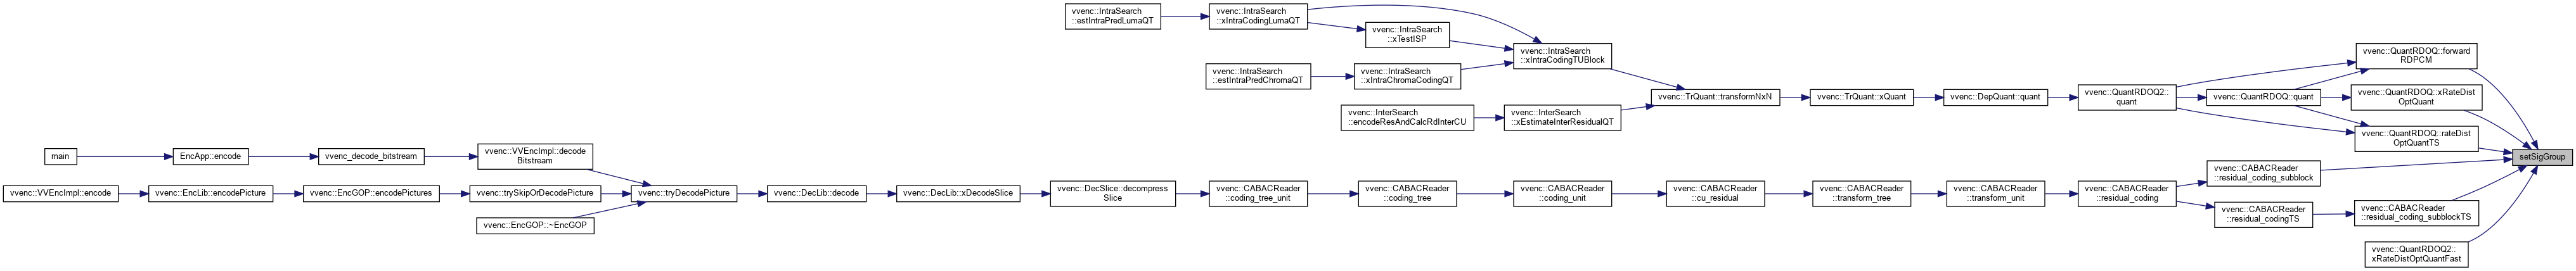 vvenc::IntraSearch
::estIntraPredLumaQT
vvenc::IntraSearch
::xIntraCodingLumaQT
vvenc::IntraSearch
::xTestISP
vvenc::IntraSearch
::xIntraCodingTUBlock
vvenc::IntraSearch
::estIntraPredChromaQT
vvenc::IntraSearch
::xIntraChromaCodingQT
vvenc::InterSearch
::encodeResAndCalcRdInterCU
vvenc::InterSearch
::xEstimateInterResidualQT
vvenc::TrQuant::transformNxN
vvenc::TrQuant::xQuant
vvenc::DepQuant::quant
vvenc::QuantRDOQ2::
quant
vvenc::QuantRDOQ::quant
vvenc::QuantRDOQ::forward
RDPCM
vvenc::QuantRDOQ::xRateDist
OptQuant
vvenc::QuantRDOQ::rateDist
OptQuantTS
setSigGroup
main
EncApp::encode
vvenc_decode_bitstream
vvenc::VVEncImpl::decode
Bitstream
vvenc::VVEncImpl::encode
vvenc::EncLib::encodePicture
vvenc::EncGOP::encodePictures
vvenc::trySkipOrDecodePicture
vvenc::EncGOP::~EncGOP
vvenc::tryDecodePicture
vvenc::DecLib::decode
vvenc::DecLib::xDecodeSlice
vvenc::DecSlice::decompress
Slice
vvenc::CABACReader
::coding_tree_unit
vvenc::CABACReader
::coding_tree
vvenc::CABACReader
::coding_unit
vvenc::CABACReader
::cu_residual
vvenc::CABACReader
::transform_tree
vvenc::CABACReader
::transform_unit
vvenc::CABACReader
::residual_coding
vvenc::CABACReader
::residual_coding_subblock
vvenc::CABACReader
::residual_codingTS
vvenc::CABACReader
::residual_coding_subblockTS
vvenc::QuantRDOQ2::
xRateDistOptQuantFast